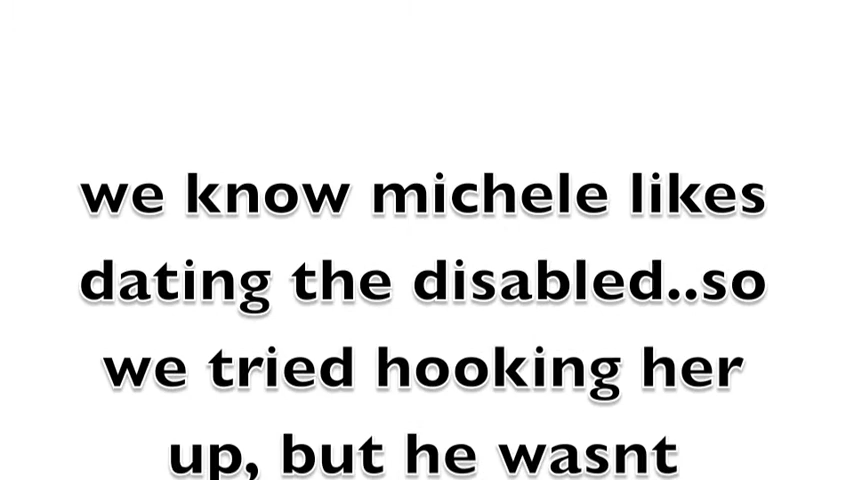 we know michele likes
dating the disabled..so
we tried hooking her
up, but he wasnt